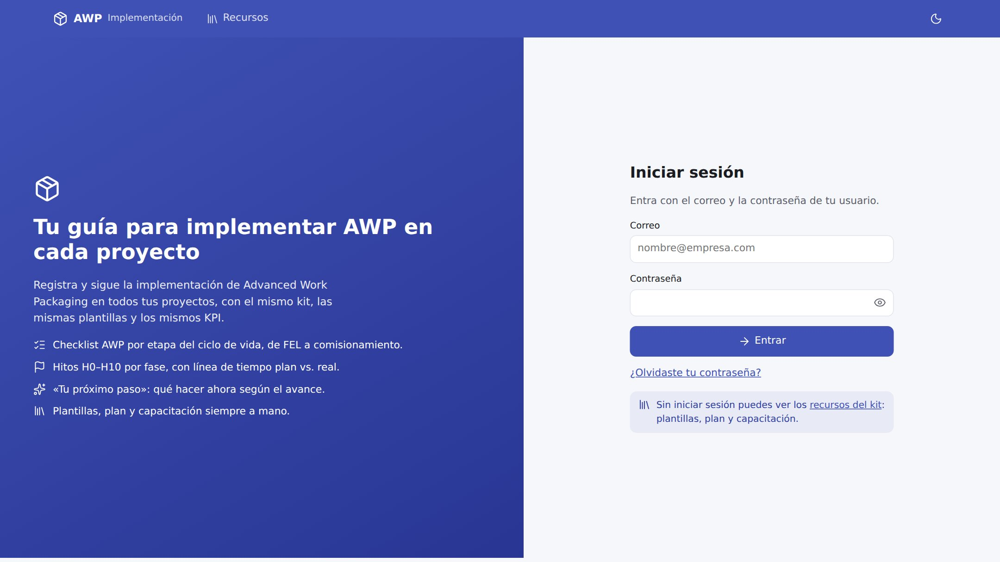 AWP Implementación Recursos
Tu guía para implementar AWP en
cada proyecto
Registra y sigue la implementación de Advanced Work
Packaging en todos tus proyectos, con el mismo kit, las
mismas plantillas y los mismos KPI.
Checklist AWP por etapa del ciclo de vida, de FEL a comisionamiento.
Hitos H0–H10 por fase, con línea de tiempo plan vs. real.
«Tu próximo paso»: qué hacer ahora según el avance.
Plantillas, plan y capacitación siempre a mano.
Iniciar sesión
Entra con el correo y la contraseña de tu usuario.
Correo
nombre@empresa.com
Contraseña
Entrar
¿Olvidaste tu contraseña?
Sin iniciar sesión puedes ver los recursos del kit:
plantillas, plan y capacitación.